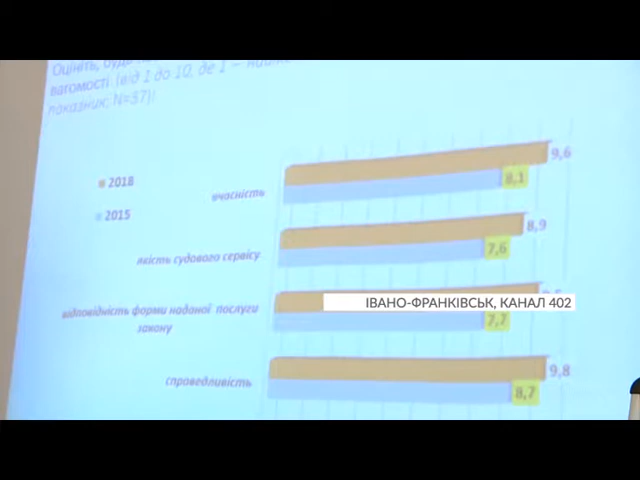 Оцініть, будь
вагомості (від 1 до 10, де 1 –
показник, N=37):
2018
2015
вчасність
9,6
8,1
якість судового сервісу
8,9
7,6
відповідність форми наданої послуги
закону
7,7
ІВАНО-ФРАНКІВСЬК, КАНАЛ 402
справедливість
9,8
8,7